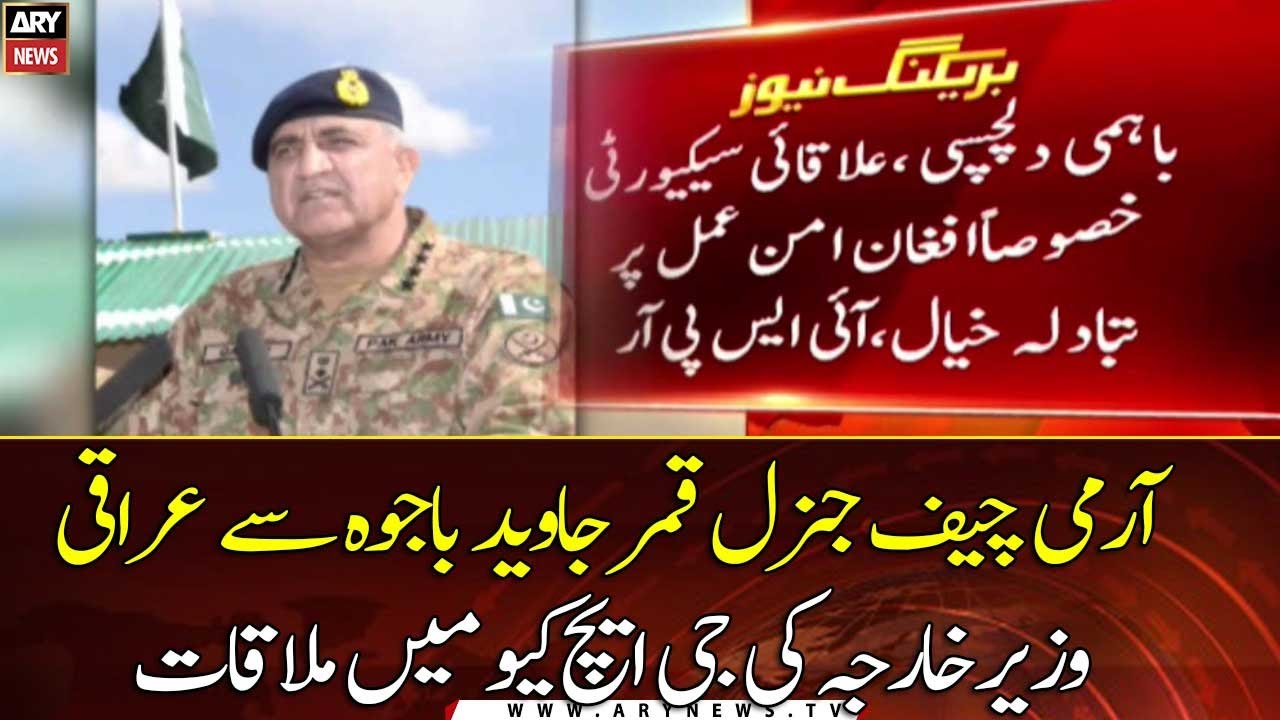 ARY
NEWS
بریکنگ نیوز
باہمی دلچسپی، علاقائی سیکیورٹی
خصوصاً افغان امن عمل پر
تبادلہ خیال، آئی ایس پی آر
PAK ARMY
آرمی چیف جنرل قمر جاوید باجوہ سے عراقی
وزیر خارجہ کی جی ایچ کیو میں ملاقات
WWW.ARYNEWS.TV